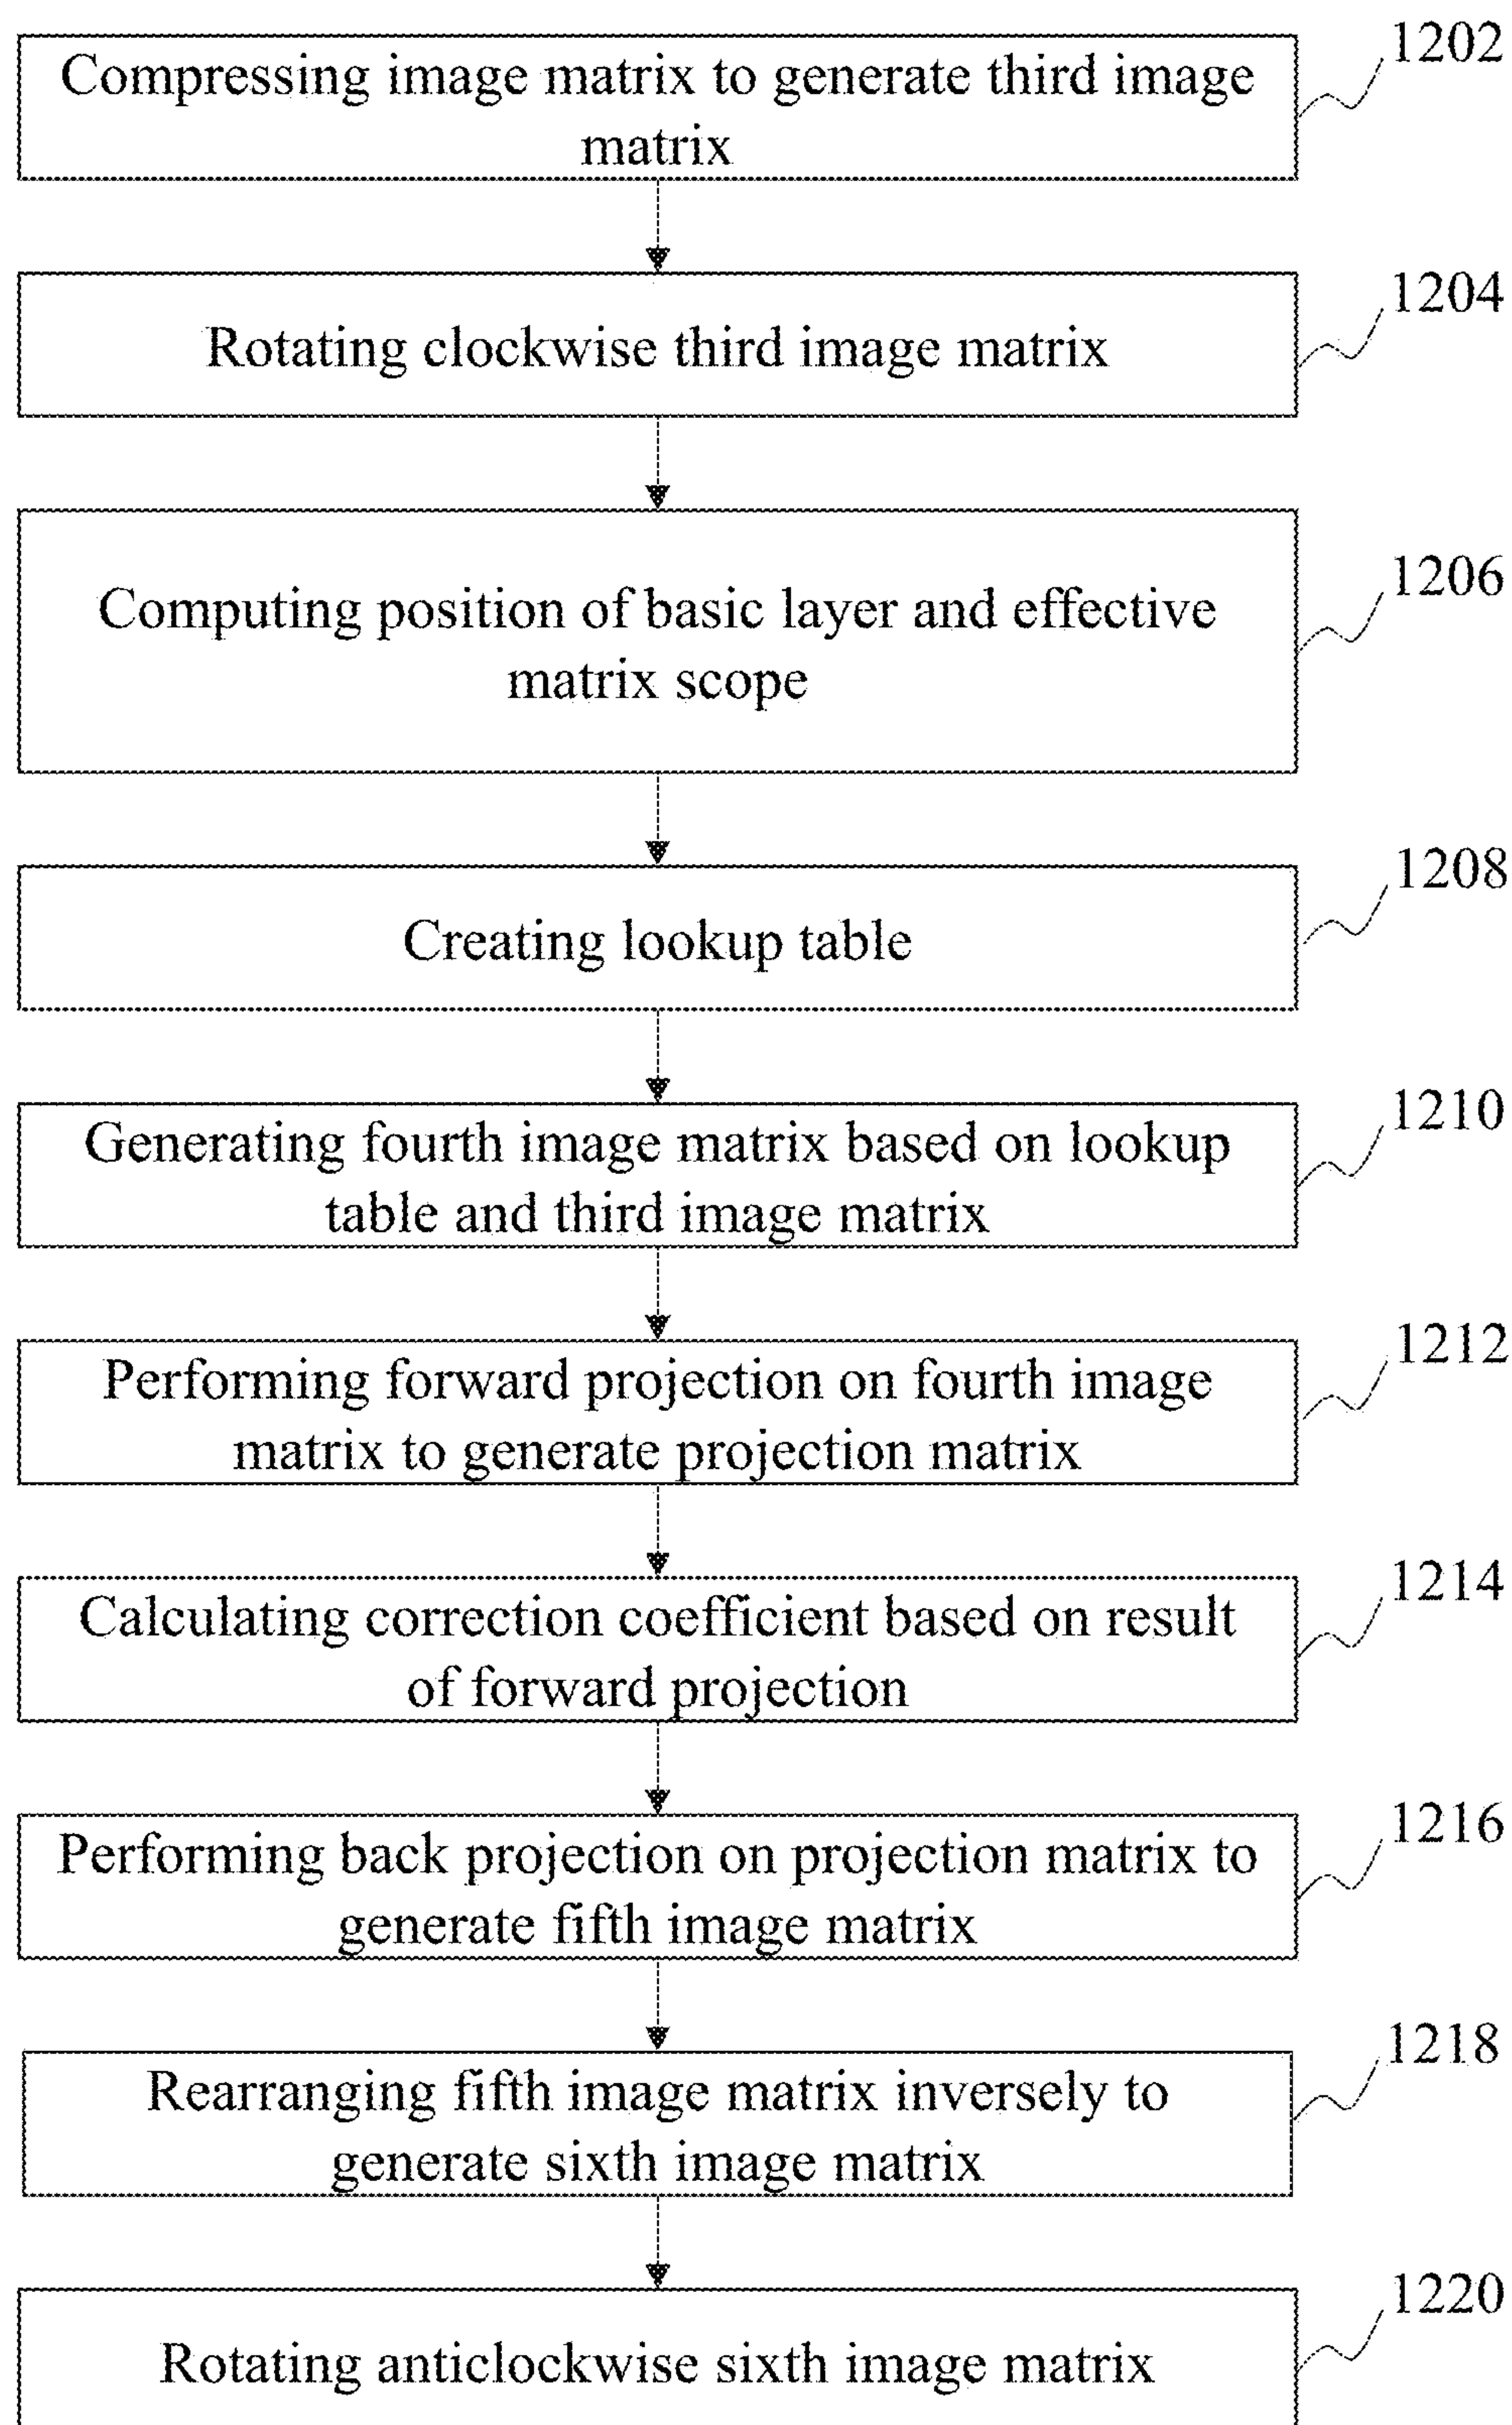 1202
Compressing image matrix to generate third image
matrix
1204
Rotating clockwise third image matrix
1206
Computing position of basic layer and effective
matrix scope
1208
Creating lookup table
1210
Generating fourth image matrix based on lookup
table and third image matrix
1212
Performing forward projection on fourth image
matrix to generate projection matrix
1214
Calculating correction coefficient based on result
of forward projection
1216
Performing back projection on projection matrix to
generate fifth image matrix
1218
Rearranging fifth image matrix inversely to
generate sixth image matrix
1220
Rotating anticlockwise sixth image matrix